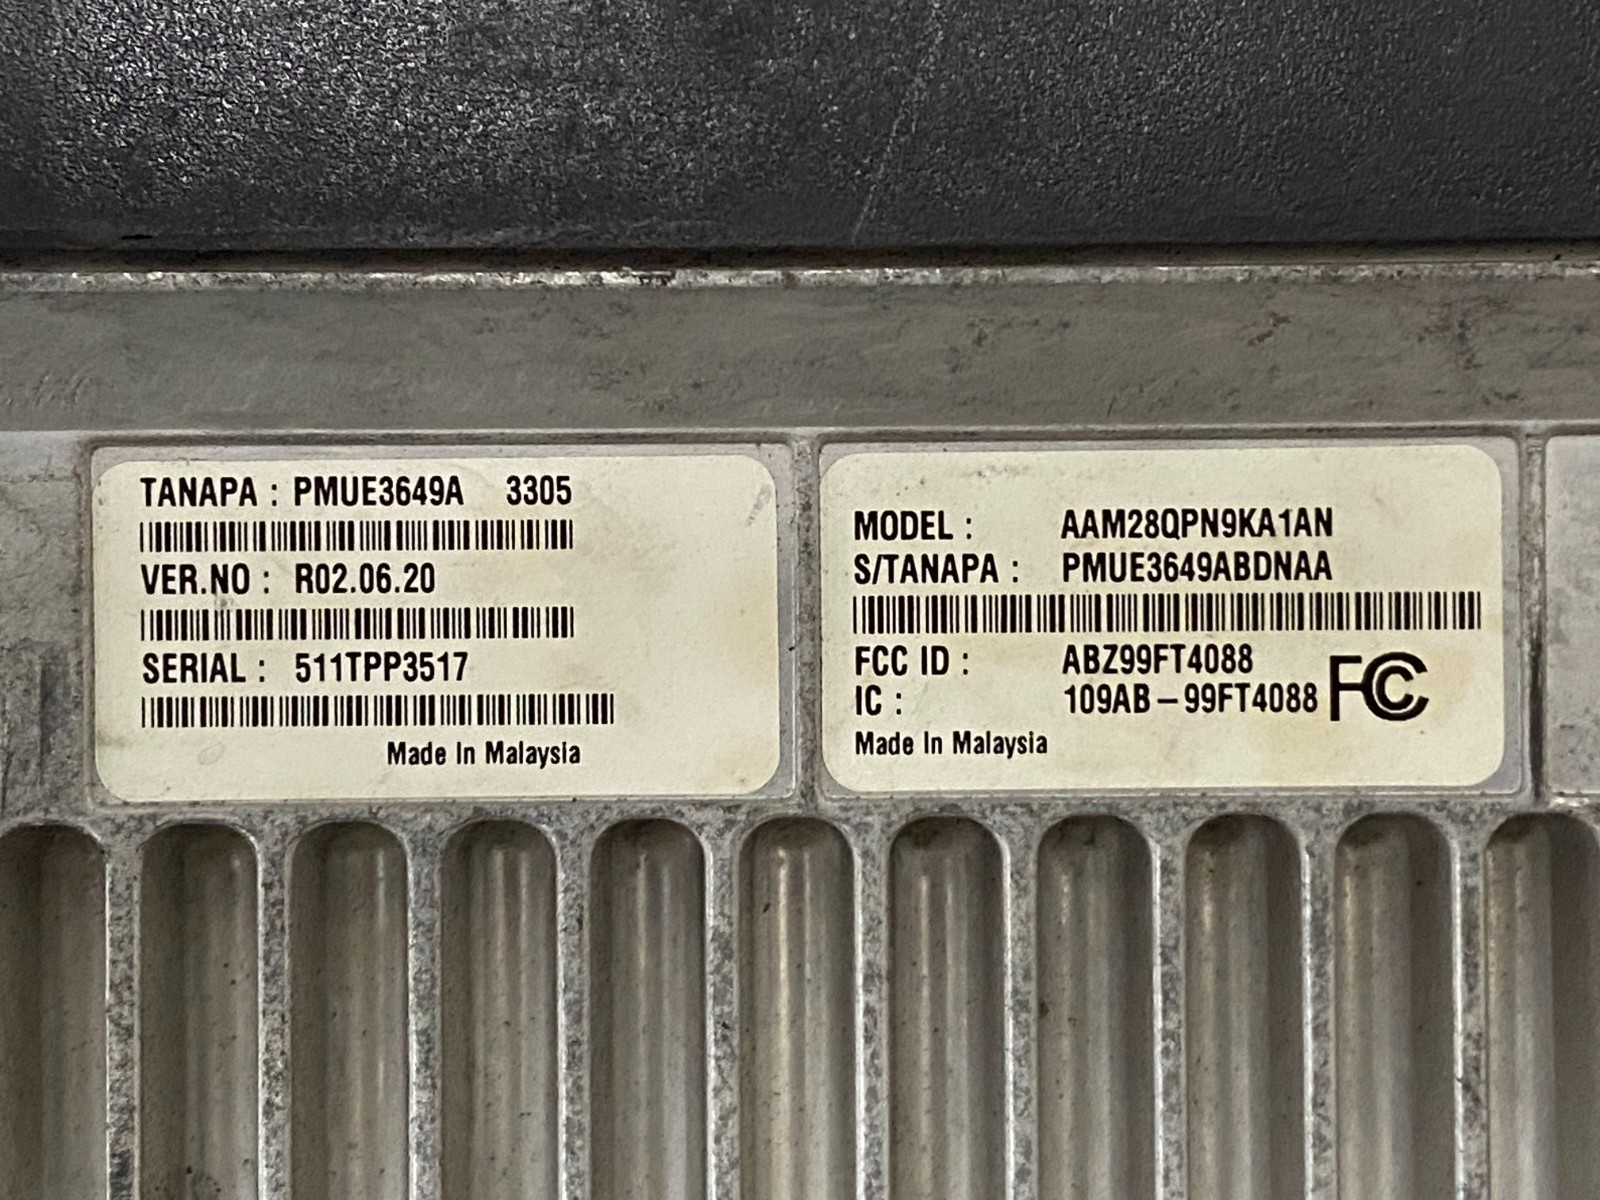 TANAPA : PMUE3649A 3305
VER.NO : R02.06.20
SERIAL : 511TPP3517
Made In Malaysia
MODEL : AAM28QPN9KA1AN
S/TANAPA : PMUE3649ABDNAA
FCC ID : ABZ99FT4088
IC : 109AB-99FT4088 FC
Made In Malaysia